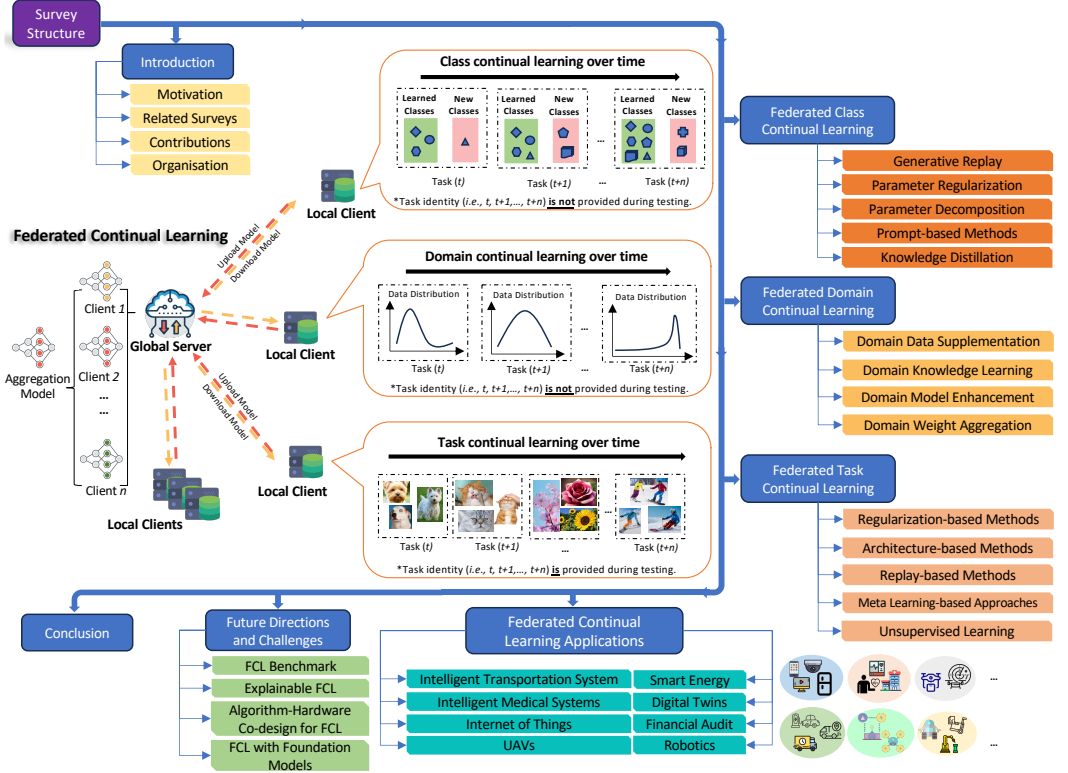 Survey
Structure
Introduction
Motivation
Related Surveys
Contributions
Organisation
Federated Continual Learning
Client 1
Client 2
...
...
Client n
Aggregation
Model
Global Server
Upload Model
Download Model
Local Client
Local Client
Upload Model
Download Model
Local Client
Local Clients
Class continual learning over time
Learned
Classes
New
Classes
Learned
Classes
New
Classes
...
Learned
Classes
New
Classes
Task (t)
Task (t+1)
...
Task (t+n)
*Task identity (i.e., t, t+1,..., t+n) is not provided during testing.
Domain continual learning over time
Data Distribution
Data Distribution
...
Data Distribution
Task (t)
Task (t+1)
...
Task (t+n)
*Task identity (i.e., t, t+1,..., t+n) is not provided during testing.
Task continual learning over time
...
Task (t)
Task (t+1)
...
Task (t+n)
*Task identity (i.e., t, t+1,..., t+n) is provided during testing.
Federated Class
Continual Learning
Generative Replay
Parameter Regularization
Parameter Decomposition
Prompt-based Methods
Knowledge Distillation
Federated Domain
Continual Learning
Domain Data Supplementation
Domain Knowledge Learning
Domain Model Enhancement
Domain Weight Aggregation
Federated Task
Continual Learning
Regularization-based Methods
Architecture-based Methods
Replay-based Methods
Meta Learning-based Approaches
Unsupervised Learning
Conclusion
Future Directions
and Challenges
FCL Benchmark
Explainable FCL
Algorithm-Hardware
Co-design for FCL
FCL with Foundation
Models
Federated Continual
Learning Applications
Intelligent Transportation System
Intelligent Medical Systems
Internet of Things
UAVs
Smart Energy
Digital Twins
Financial Audit
Robotics
...
...